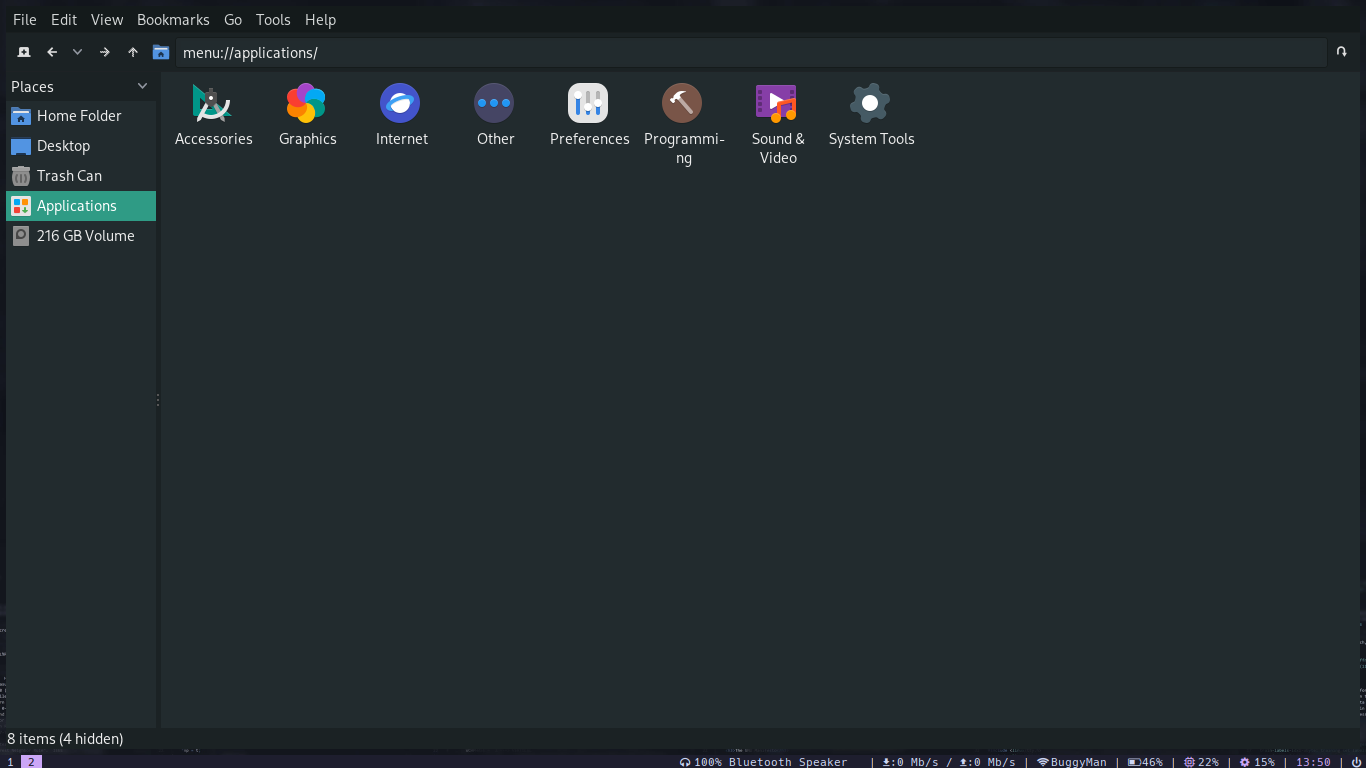 File Edit View Bookmarks Go Tools Help
menu://applications/
Places
Home Folder
Desktop
Trash Can
Applications
216 GB Volume
Accessories
Graphics
Internet
Other
Preferences
Programmi-
ng
Sound &
Video
System Tools
8 items (4 hidden)
1 2 100% Bluetooth Speaker | :0 Mb/s / :0 Mb/s | BuggyMan | 46% | 22% | 15% | 13:50 |